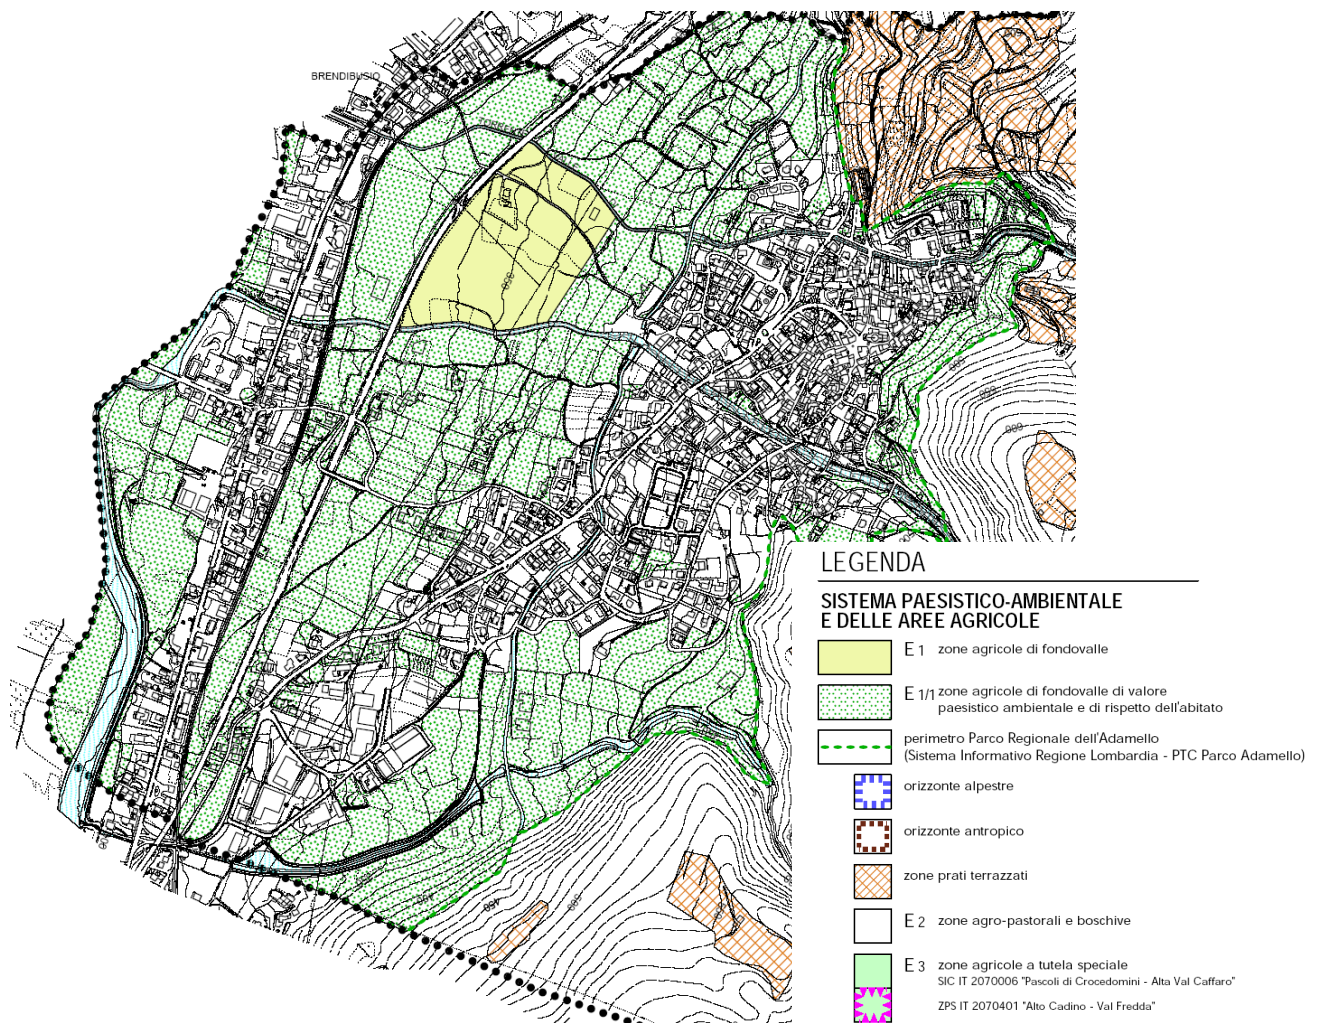 BRENDIBUSIO
LEGENDA
SISTEMA PAESISTICO-AMBIENTALE
E DELLE AREE AGRICOLE
E 1 zone agricole di fondovalle
E 1/1 zone agricole di fondovalle di valore
paesistico ambientale e di rispetto dell'abitato
perimetro Parco Regionale dell'Adamello
(Sistema Informativo Regione Lombardia - PTC Parco Adamello)
orizzonte alpestre
orizzonte antropico
zone prati terrazzati
E 2 zone agro-pastorali e boschive
E 3 zone agricole a tutela speciale
SIC IT 2070006 "Pascoli di Crocedomini - Alta Val Caffaro"
ZPS IT 2070401 "Alto Cadino - Val Fredda"